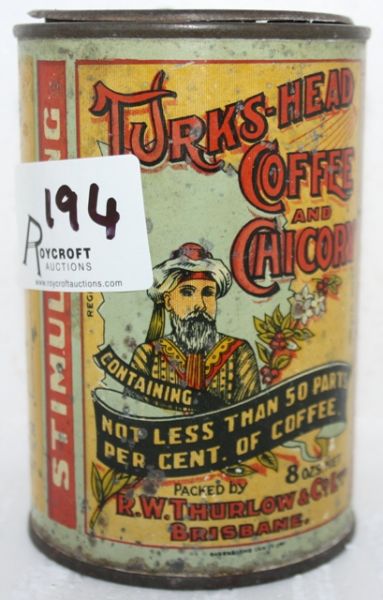 TURKS-HEAD
COFFEE
AND
CHICORY
194
ROYCROFT
AUCTIONS
www.roycroftauctions.com
REG
CONTAINING
NOT LESS THAN 50 PARTS
PER CENT. OF COFFEE.
8 OZS. NET
PACKED BY
R.W. THURLOW & CO LTD
BRISBANE.